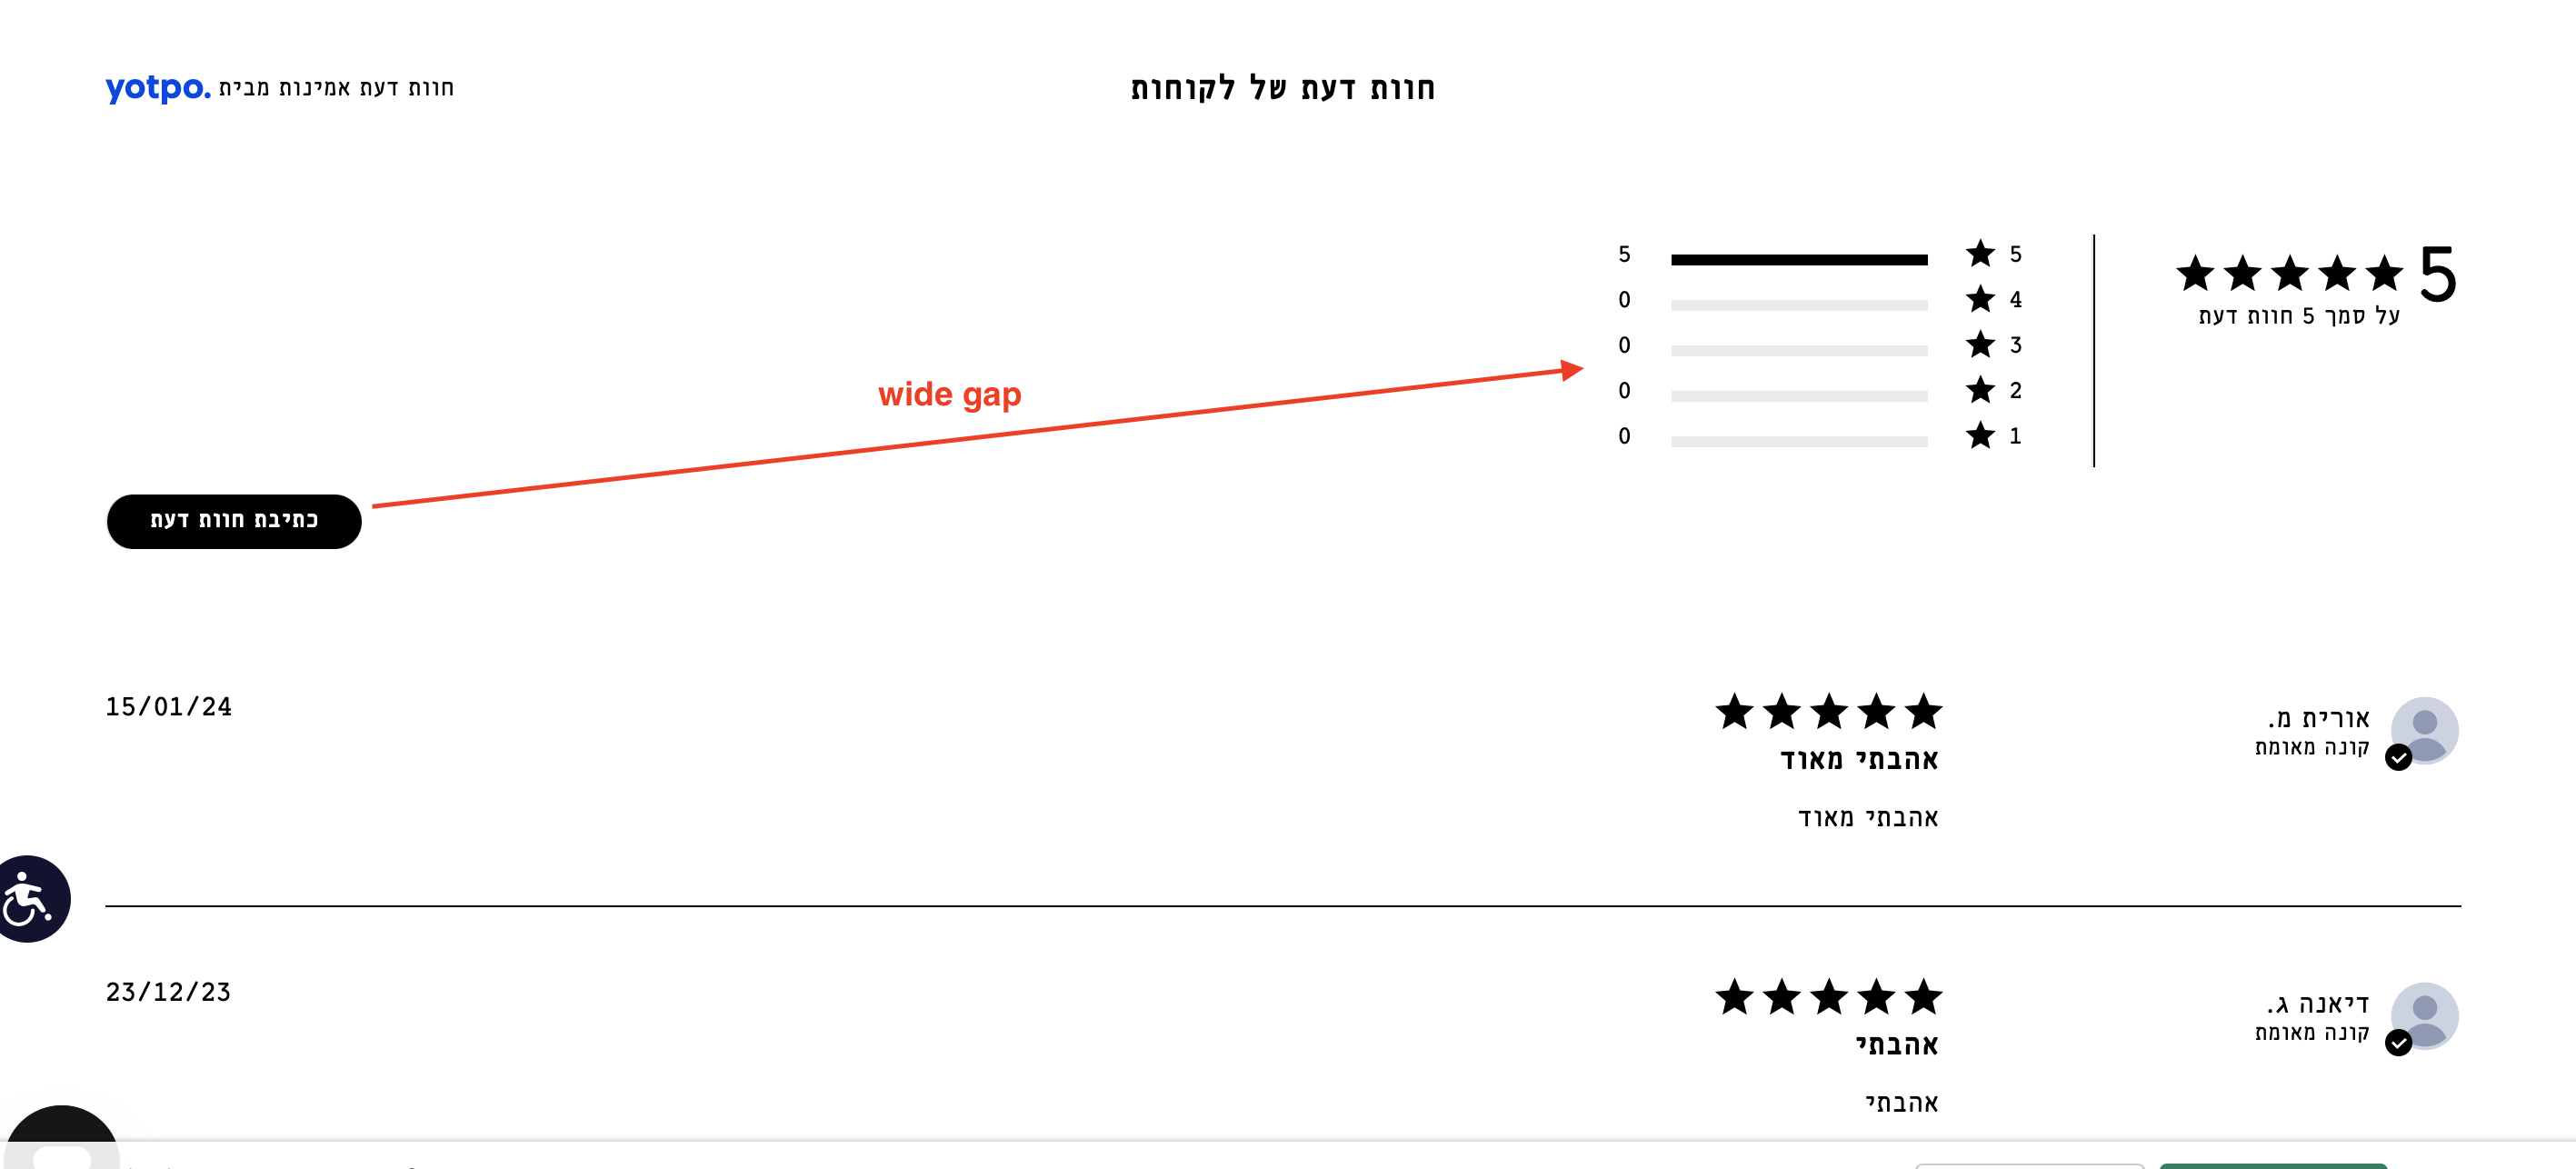 חוות דעת של לקוחות
חוות דעת אמינות מבית yotpo.
5
על סמך 5 חוות דעת
5 5
4 0
3 0
2 0
1 0
wide gap
כתיבת חוות דעת
אורית מ.
קונה מאומת
אהבתי מאוד
אהבתי מאוד
15/01/24
דיאנה ג.
קונה מאומת
אהבתי
אהבתי
23/12/23